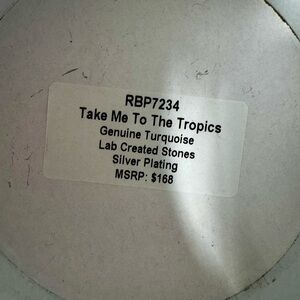 RBP7234
Take Me To The Tropics
Genuine Turquoise
Lab Created Stones
Silver Plating
MSRP: $168